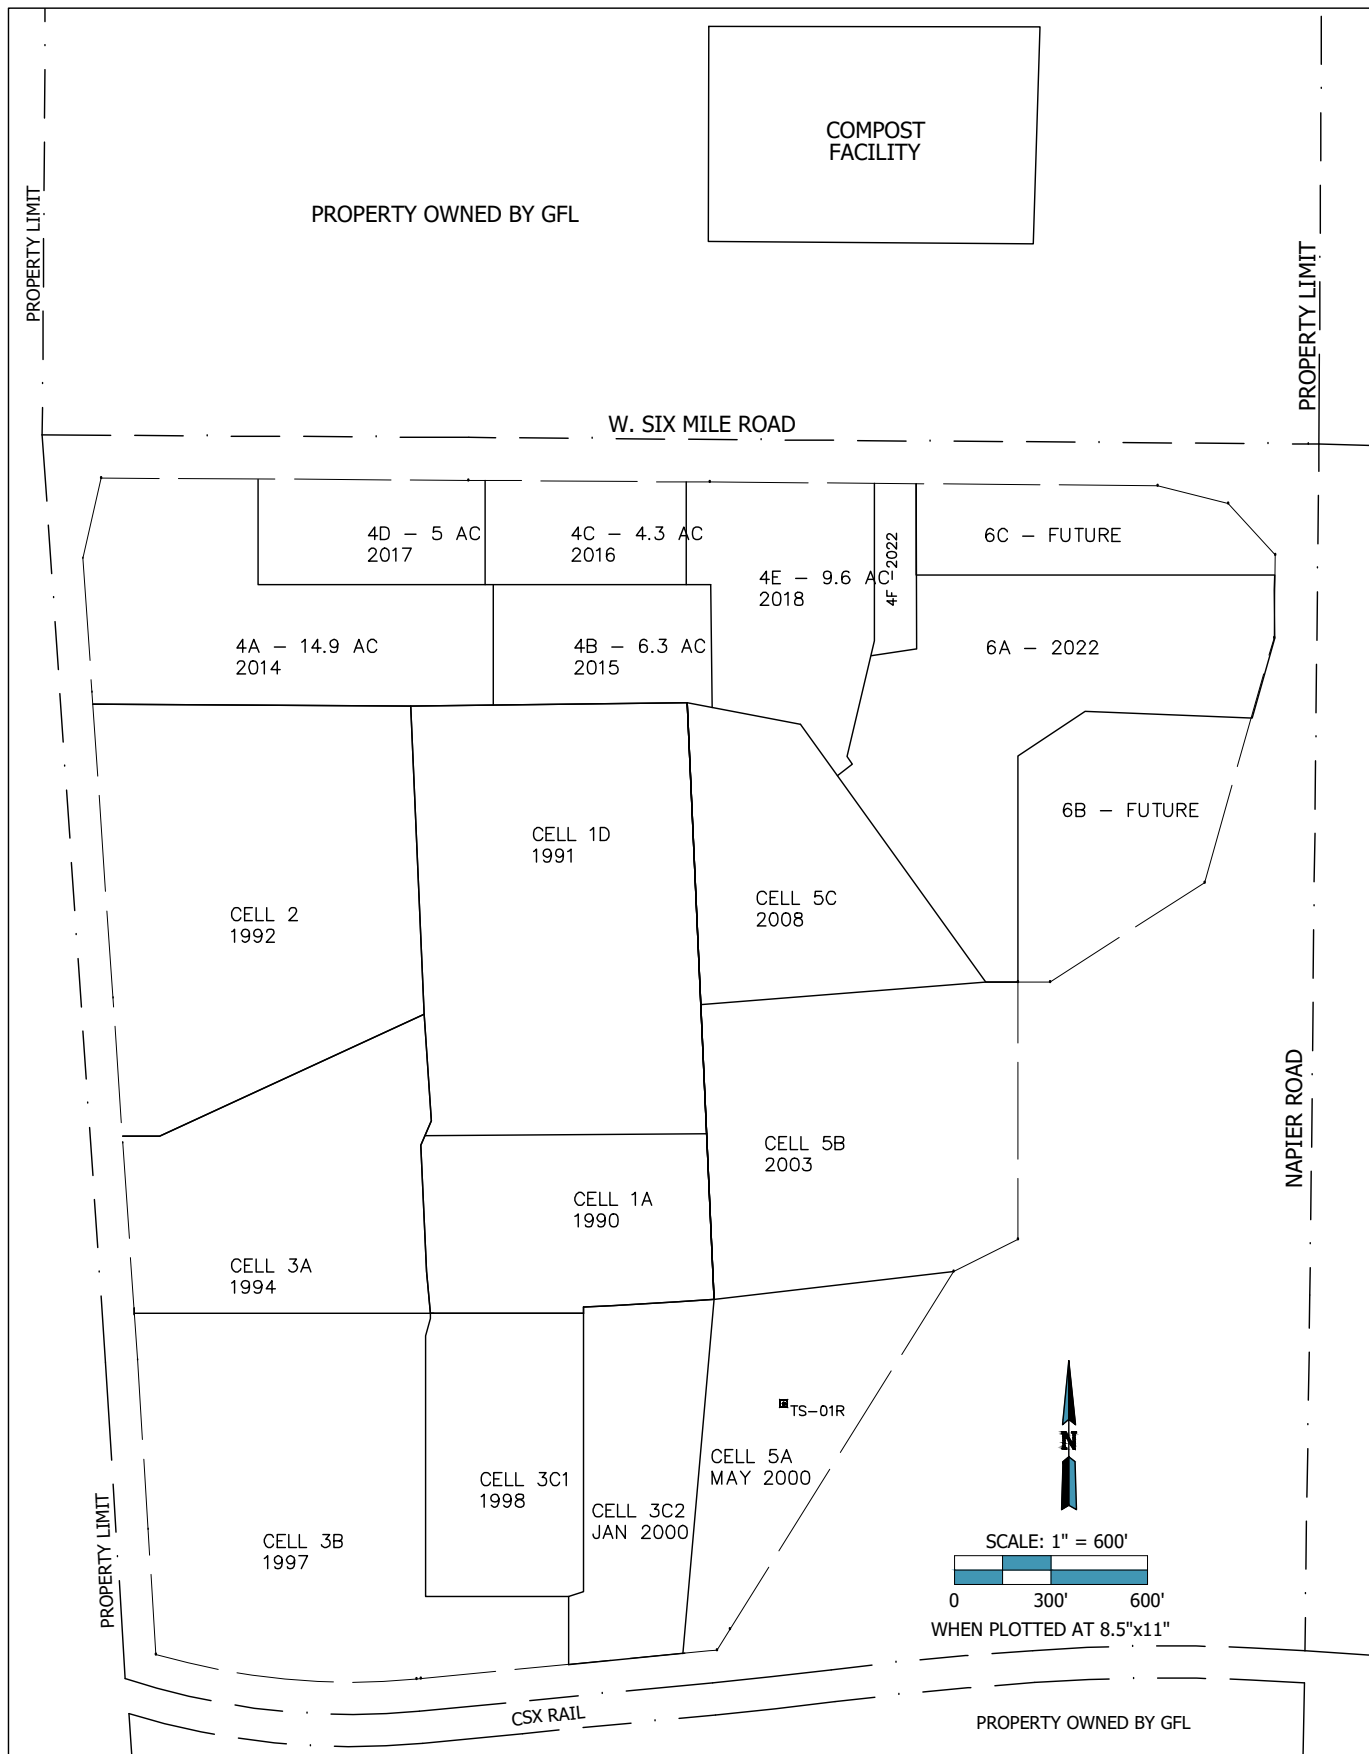 COMPOST
FACILITY
PROPERTY OWNED BY GFL
PROPERTY LIMIT
PROPERTY LIMIT
W. SIX MILE ROAD
4D - 5 AC
2017
4C - 4.3 AC
2016
4E - 9.6 AC
2018
4F-2022
6C - FUTURE
4A - 14.9 AC
2014
4B - 6.3 AC
2015
6A - 2022
6B - FUTURE
CELL 1D
1991
CELL 2
1992
CELL 5C
2008
CELL 5B
2003
NAPIER ROAD
CELL 1A
1990
CELL 3A
1994
TS-01R
CELL 5A
MAY 2000
CELL 3C1
1998
CELL 3C2
JAN 2000
CELL 3B
1997
PROPERTY LIMIT
N
SCALE: 1" = 600'
0 300' 600'
WHEN PLOTTED AT 8.5"x11"
CSX RAIL
PROPERTY OWNED BY GFL